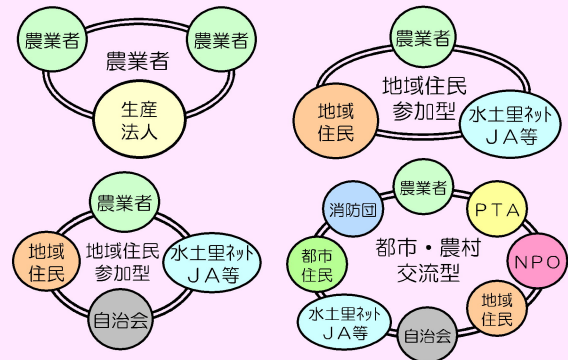 農業者
農業者
農業者
生産
法人
農業者
地域住民
参加型
地域
住民
水土里ネット
ＪＡ等
農業者
地域
住民
地域住民
参加型
水土里ネット
ＪＡ等
自治会
農業者
消防団
ＰＴＡ
都市
住民
都市・農村
交流型
ＮＰＯ
地域
住民
水土里ネット
ＪＡ等
自治会